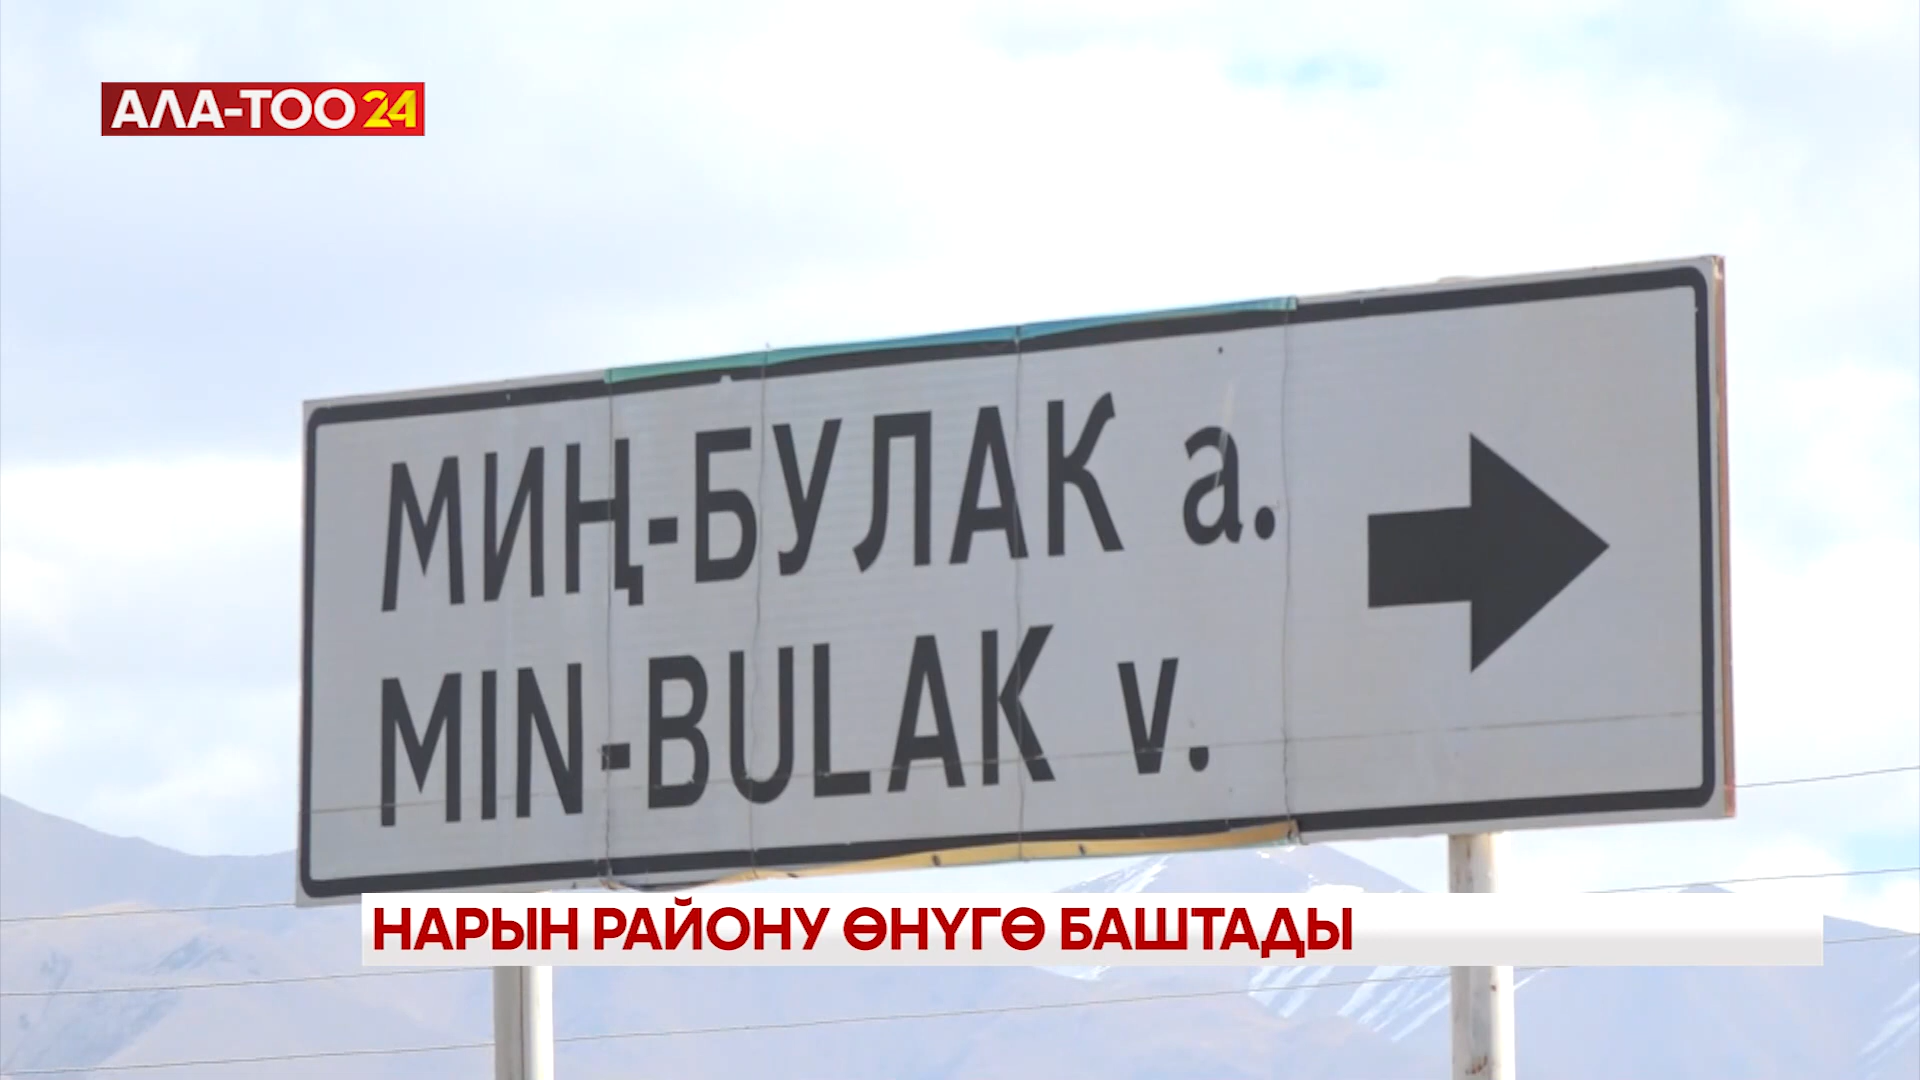 АЛА-ТОО24
МИҢ-БУЛАК а.
MIN-BULAK v.
НАРЫН РАЙОНУ ӨНҮГӨ БАШТАДЫ